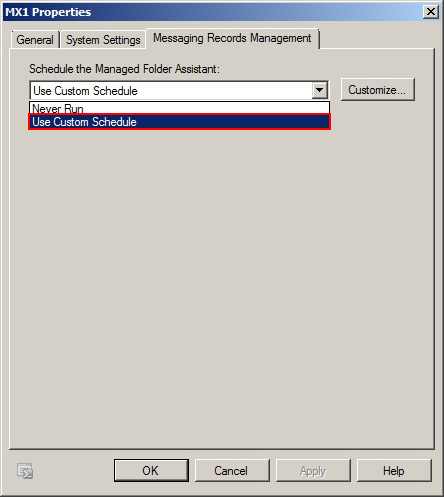 MX1 Properties
General System Settings Messaging Records Management
Schedule the Managed Folder Assistant:
Use Custom Schedule Customize...
Never Run
Use Custom Schedule
OK Cancel Apply Help